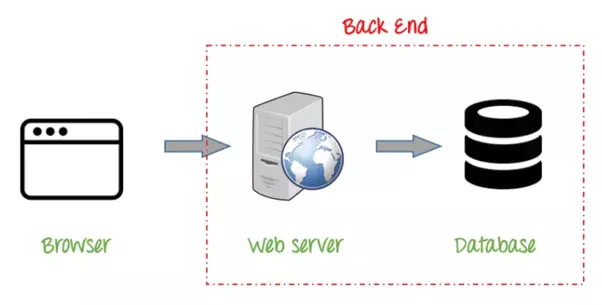 Back End
Browser
Web server
Database